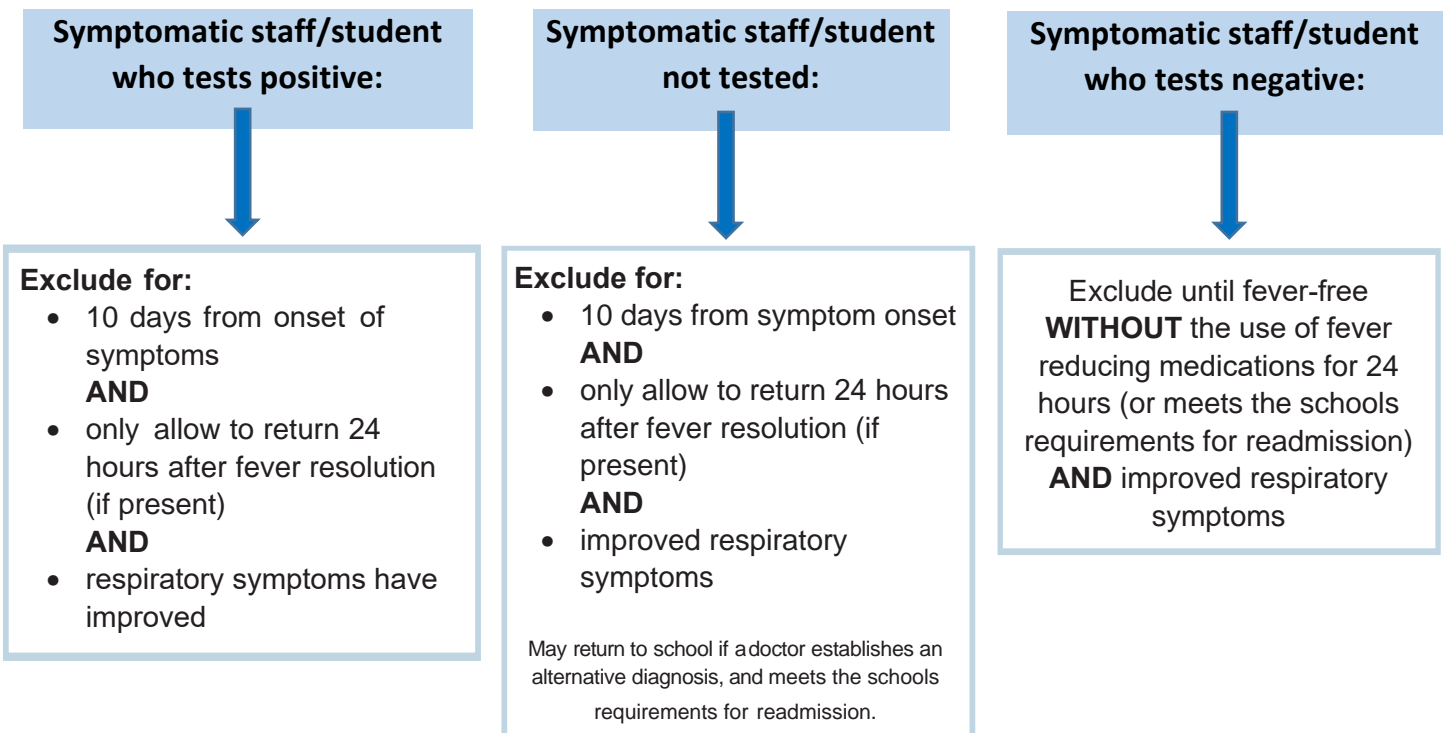 Symptomatic staff/student
who tests positive:
Exclude for:
• 10 days from onset of
symptoms
AND
• only allow to return 24
hours after fever resolution
(if present)
AND
• respiratory symptoms have
improved
Symptomatic staff/student
not tested:
Exclude for:
• 10 days from symptom onset
AND
• only allow to return 24 hours
after fever resolution (if
present)
AND
• improved respiratory
symptoms
May return to school if a doctor establishes an
alternative diagnosis, and meets the schools
requirements for readmission.
Symptomatic staff/student
who tests negative:
Exclude until fever-free
WITHOUT the use of fever
reducing medications for 24
hours (or meets the schools
requirements for readmission)
AND improved respiratory
symptoms